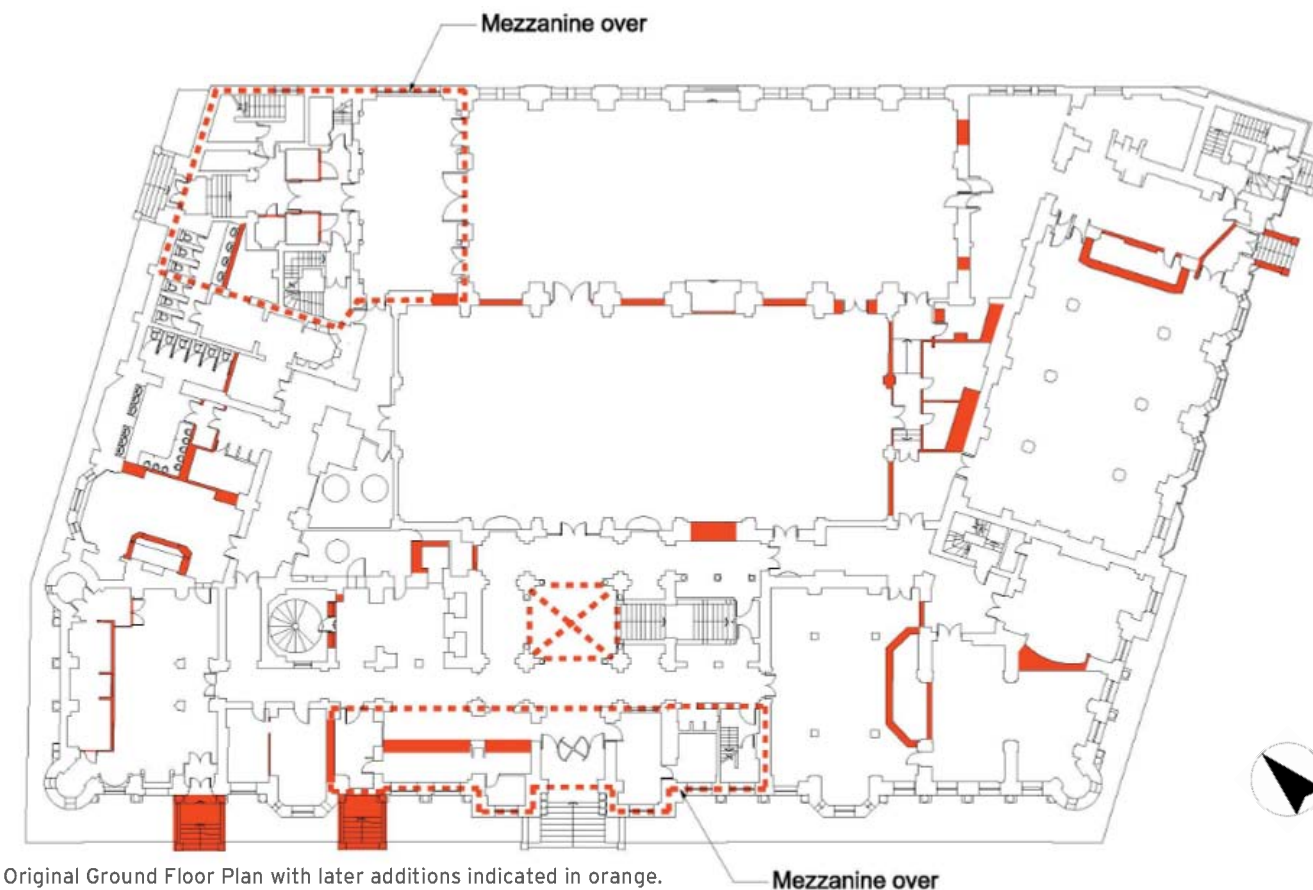 Mezzanine over
Original Ground Floor Plan with later additions indicated in orange.
Mezzanine over